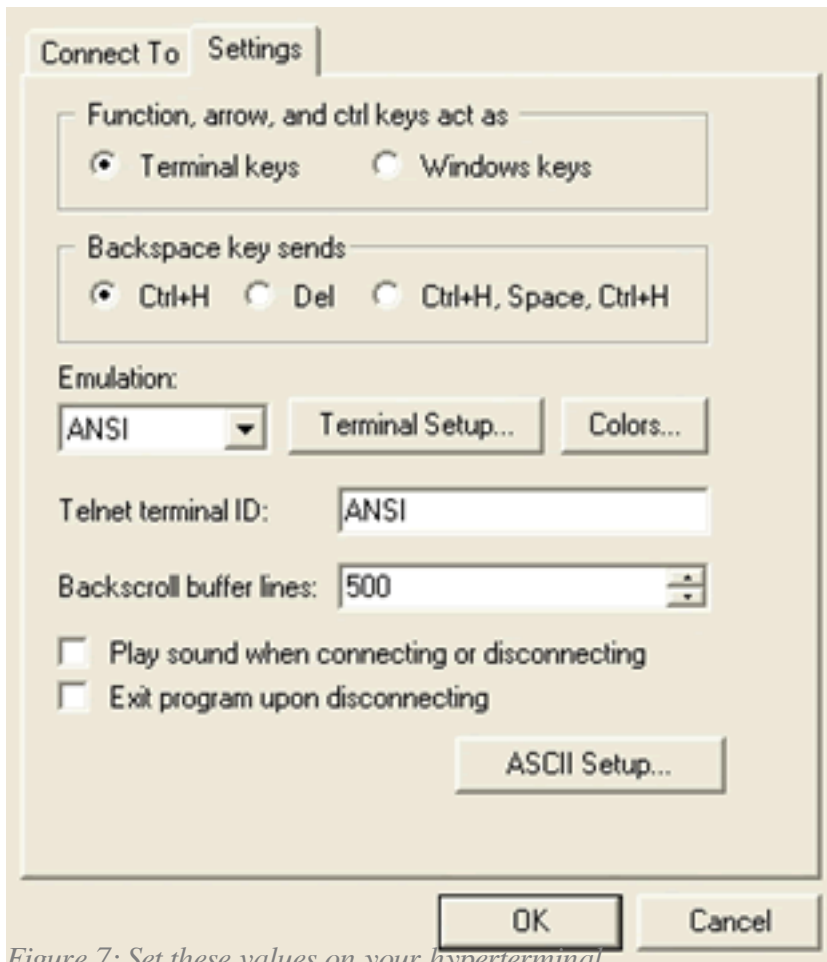 Connect To Settings
Function, arrow, and ctrl keys act as
Terminal keys Windows keys
Backspace key sends
Ctrl+H Del Ctrl+H, Space, Ctrl+H
Emulation:
ANSI Terminal Setup... Colors...
Telnet terminal ID: ANSI
Backscroll buffer lines: 500
Play sound when connecting or disconnecting
Exit program upon disconnecting
ASCII Setup...
OK Cancel
Figure 7: Set these values on your hyperterminal